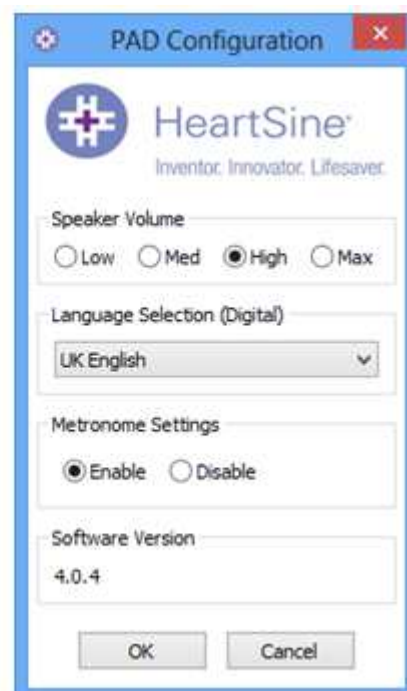 PAD Configuration
HeartSine
Inventor. Innovator. Lifesaver.
Speaker Volume
Low Med High Max
Language Selection (Digital)
UK English
Metronome Settings
Enable Disable
Software Version
4.0.4
OK Cancel